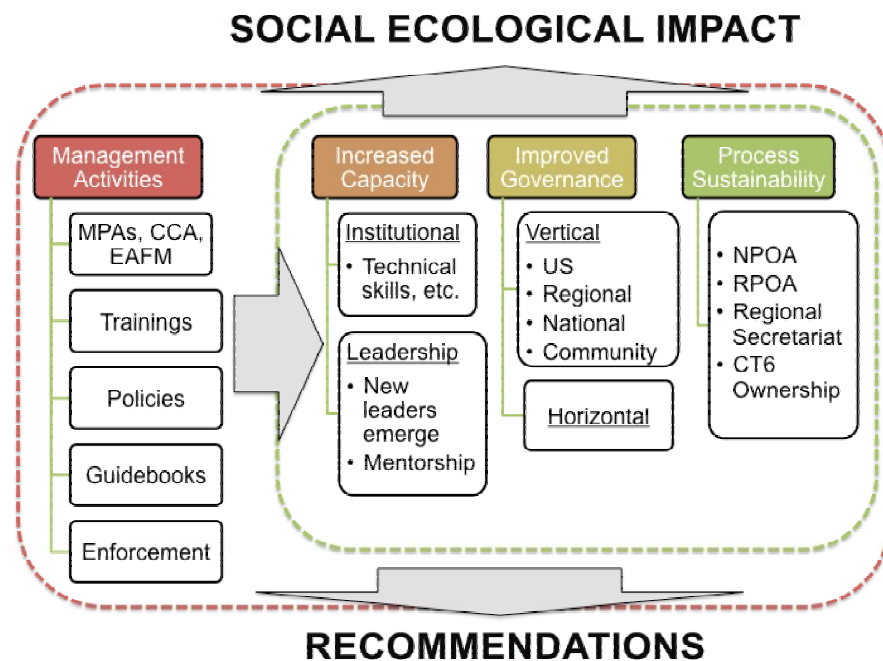 SOCIAL ECOLOGICAL IMPACT
Management
Activities
MPAs, CCA,
EAFM
Trainings
Policies
Guidebooks
Enforcement
Increased
Capacity
Institutional
• Technical
skills, etc.
Leadership
• New
leaders
emerge
• Mentorship
Improved
Governance
Vertical
• US
• Regional
• National
• Community
Horizontal
Process
Sustainability
• NPOA
• RPOA
• Regional
Secretariat
• CT6
Ownership
RECOMMENDATIONS